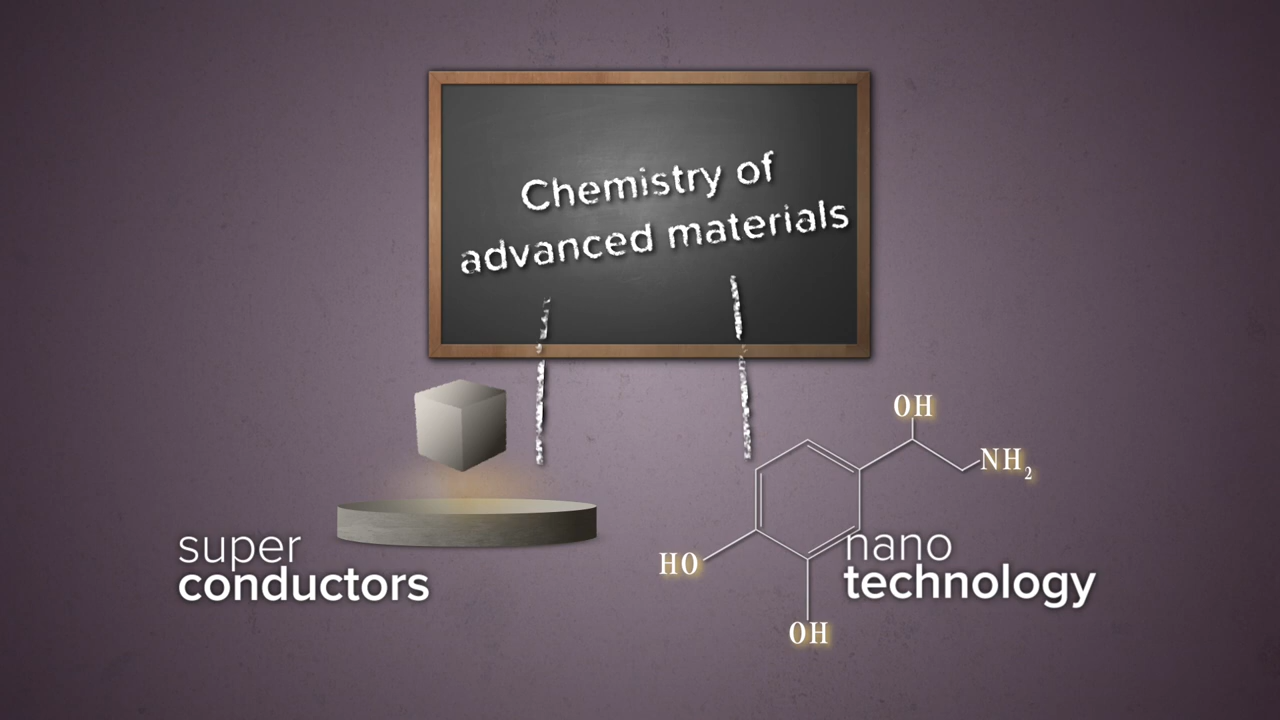 Chemistry of
advanced materials
super
conductors
OH
NH₂
HO
OH
nano
technology